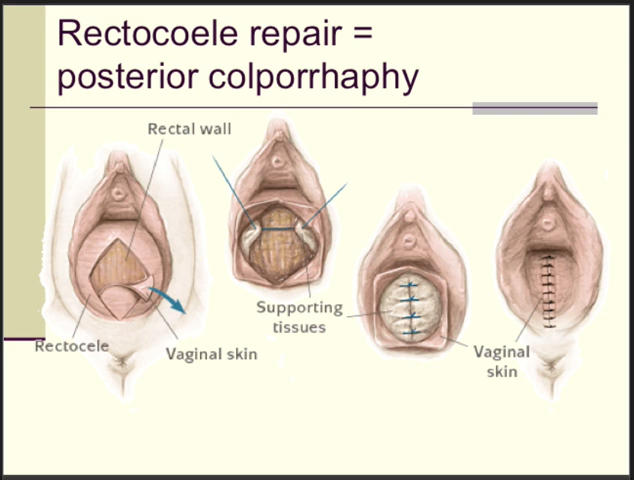 Rectocoele repair =
posterior colporrhaphy
Rectal wall
Supporting
tissues
Rectocele
Vaginal skin
Vaginal
skin